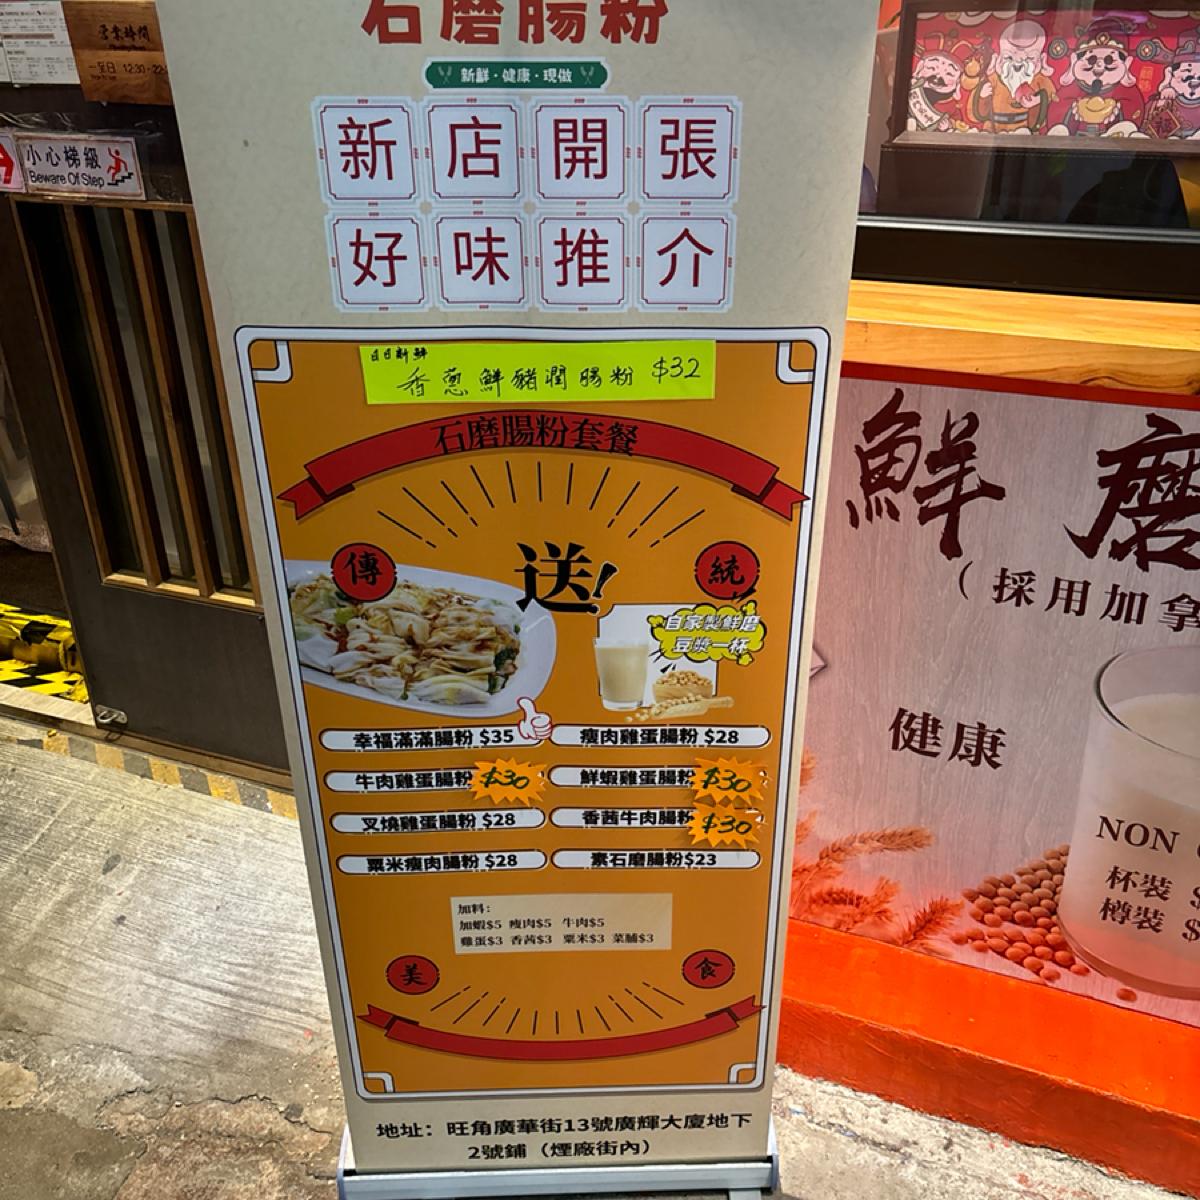 石磨腸粉
新鮮·健康·現做
新店開張
好味推介
營業時間
小心梯級
Beware Of Step
日日新鮮
香蔥鮮豬潤腸粉 $32
石磨腸粉套餐
傳
送!
統
自家製鮮磨
豆漿一杯
幸福滿滿腸粉 $35
瘦肉雞蛋腸粉 $28
牛肉雞蛋腸粉 $30
鮮蝦雞蛋腸粉 $30
叉燒雞蛋腸粉 $28
香茜牛肉腸粉 $30
粟米瘦肉腸粉 $28
素石磨腸粉$23
加料:
加蝦$5 瘦肉$5 牛肉$5
雞蛋$3 香茜$3 粟米$3 菜脯$3
美
食
地址：旺角廣華街13號廣輝大廈地下
2號鋪（煙廠街內）
鮮磨
（採用加拿
健康
NON
杯裝 $
樽裝 $